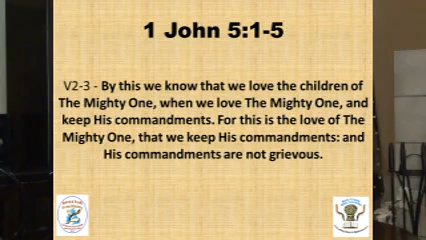 1 John 5:1-5
V2-3 - By this we know that we love the children of
The Mighty One, when we love The Mighty One, and
keep His commandments. For this is the love of The
Mighty One, that we keep His commandments: and
His commandments are not grievous.